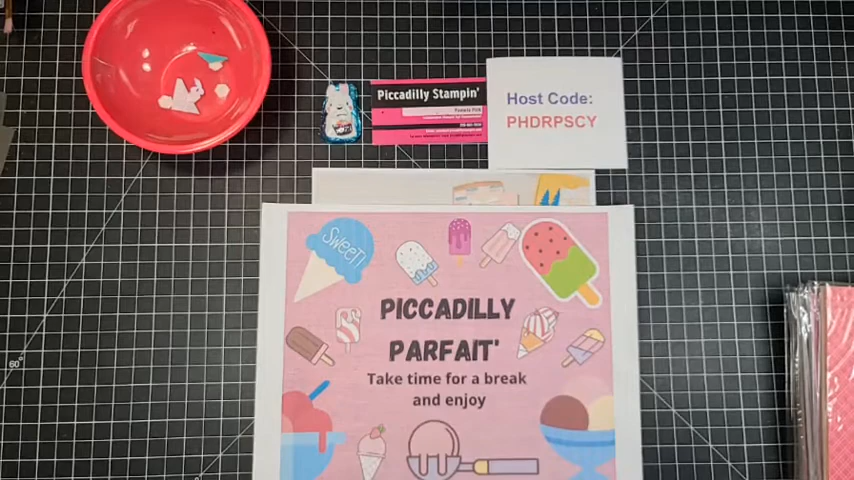 Piccadilly Stampin'
Host Code:
PHDRPSCY
Sweet
PICCADILLY
PARFAIT'
Take time for a break
and enjoy
60°